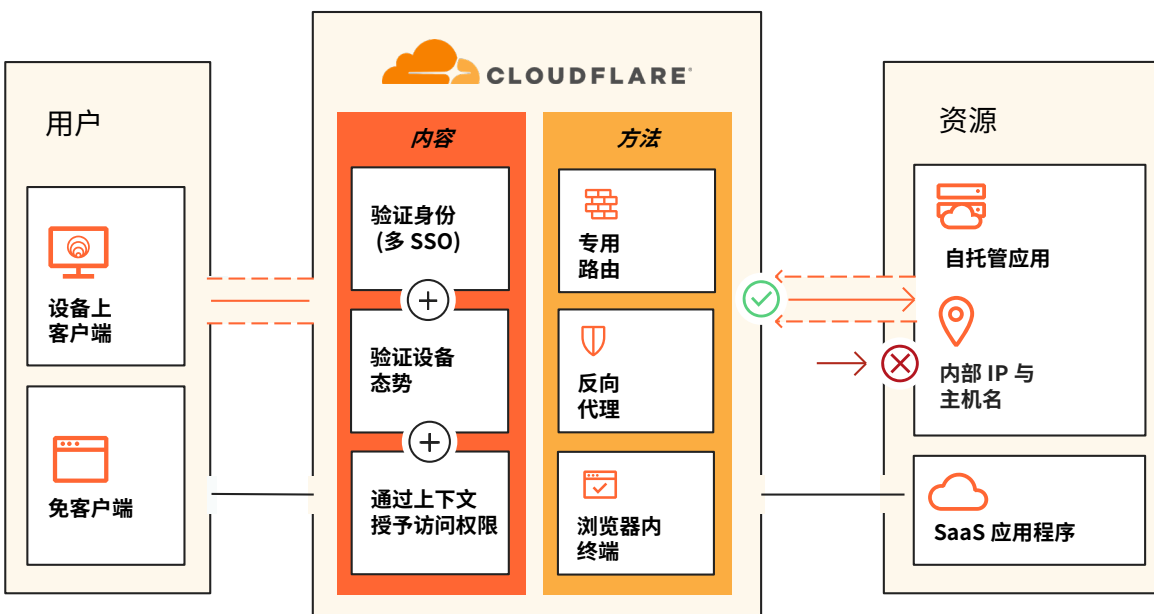 CLOUDFLARE
用户
设备上
客户端
免客户端
内容
验证身份
(多 SSO)
验证设备
态势
通过上下文
授予访问权限
方法
专用
路由
反向
代理
浏览器内
终端
资源
自托管应用
内部 IP 与
主机名
SaaS 应用程序